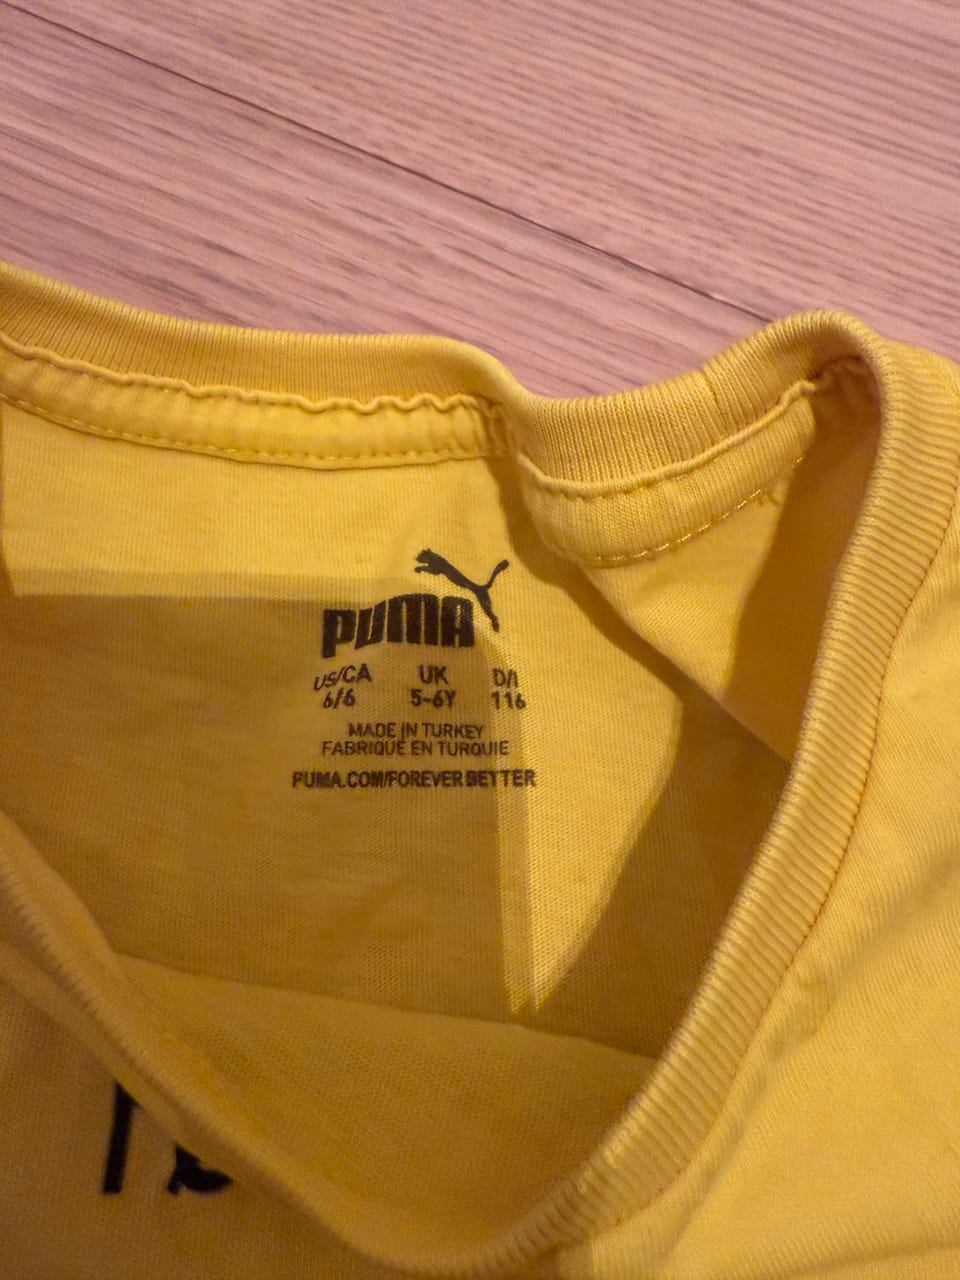 PUMA
US/CA UK D/I
6/6 5-6Y 116
MADE IN TURKEY
FABRIQUÉ EN TURQUIE
PUMA.COM/FOREVERBETTER